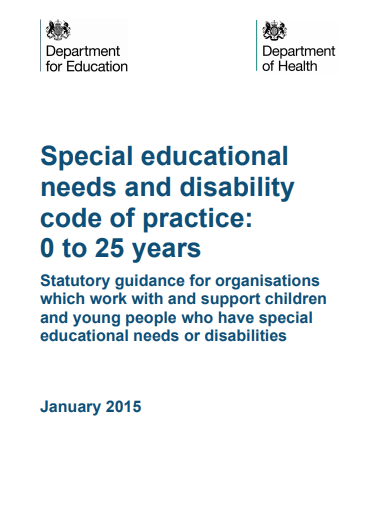 Department
for Education
Department
of Health
Special educational
needs and disability
code of practice:
0 to 25 years
Statutory guidance for organisations
which work with and support children
and young people who have special
educational needs or disabilities
January 2015